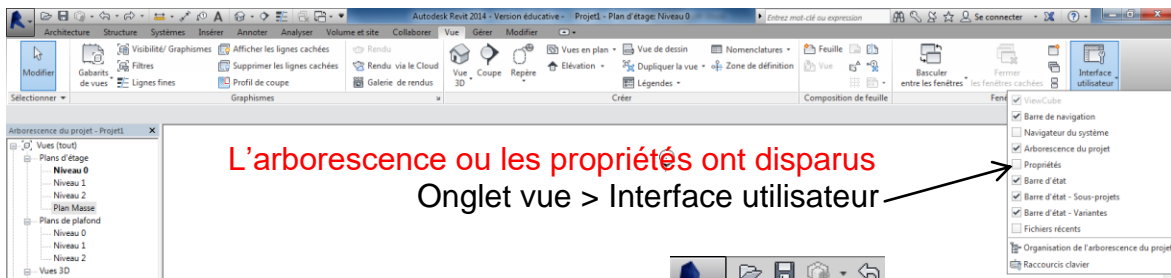 Autodesk Revit 2014 - Version éducative - Projet1 - Plan d'étage: Niveau 0
Entrez mot-clé ou expression
Se connecter
Architecture Structure Systèmes Insérer Annoter Analyser Volume et site Collaborer Vue Gérer Modifier
Modifier
Gabarits de vues
Visibilité/ Graphismes
Filtres
Lignes fines
Afficher les lignes cachées
Supprimer les lignes cachées
Profil de coupe
Rendu
Rendu via le Cloud
Galerie de rendus
Vue 3D
Coupe
Repère
Vues en plan
Élévation
Vue de dessin
Dupliquer la vue
Légendes
Nomenclatures
Zone de définition
Feuille
Vue
Basculer
entre les fenêtres
Fermer
les fenêtres cachées
Interface
utilisateur
Sélectionner
Graphismes
Créer
Composition de feuille
Fenê
Arborescence du projet - Projet1
Vues (tout)
Plans d'étage
Niveau 0
Niveau 1
Niveau 2
Plan Masse
Plans de plafond
Niveau 0
Niveau 1
Niveau 2
Vues 3D
L'arborescence ou les propriétés ont disparus
Onglet vue > Interface utilisateur
ViewCube
Barre de navigation
Navigateur du système
Arborescence du projet
Propriétés
Barre d'état
Barre d'état - Sous-projets
Barre d'état - Variantes
Fichiers récents
Organisation de l'arborescence du projet
Raccourcis clavier